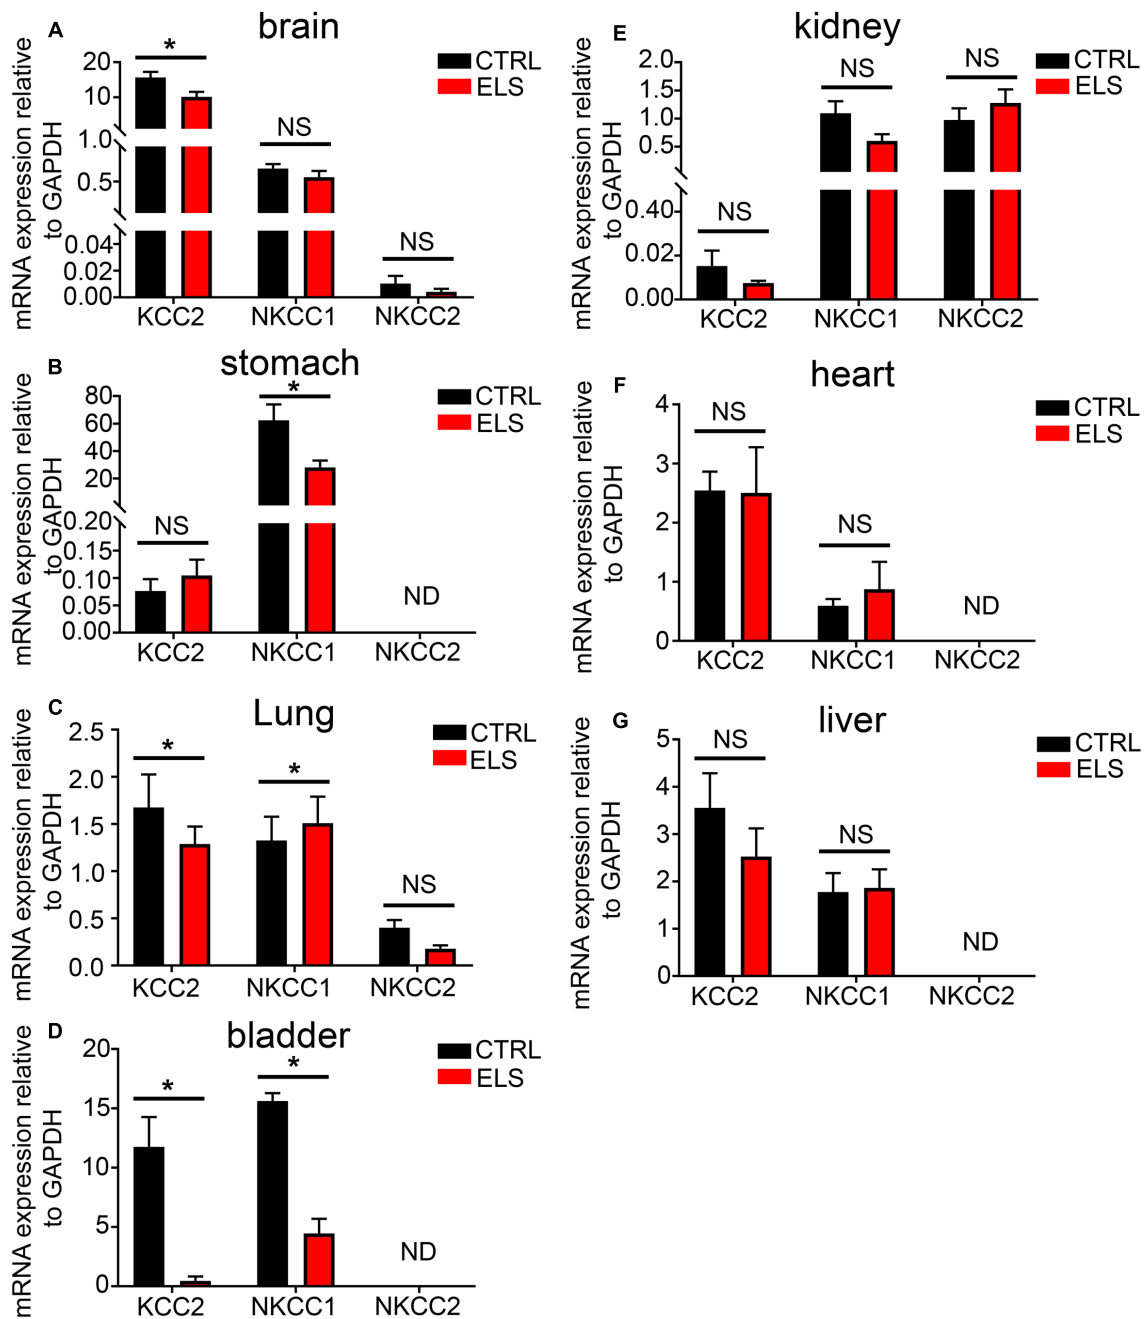 A
brain
mRNA expression relative
to GAPDH
20
10
1.0
0.5
0.04
0.02
0.00
*
NS
NS
CTRL
ELS
KCC2
NKCC1
NKCC2
E
kidney
mRNA expression relative
to GAPDH
2.0
1.5
1.0
0.5
0.40
0.02
0.00
NS
NS
NS
CTRL
ELS
KCC2
NKCC1
NKCC2
B
stomach
mRNA expression relative
to GAPDH
80
60
40
20
0.20
0.15
0.10
0.05
0.00
NS
*
ND
CTRL
ELS
KCC2
NKCC1
NKCC2
F
heart
mRNA expression relative
to GAPDH
4
3
2
1
0
NS
NS
ND
CTRL
ELS
KCC2
NKCC1
NKCC2
C
Lung
mRNA expression relative
to GAPDH
2.5
2.0
1.5
1.0
0.5
0.0
*
*
NS
CTRL
ELS
KCC2
NKCC1
NKCC2
G
liver
mRNA expression relative
to GAPDH
5
4
3
2
1
0
NS
NS
ND
CTRL
ELS
KCC2
NKCC1
NKCC2
D
bladder
mRNA expression relative
to GAPDH
20
15
10
5
0
*
*
ND
CTRL
ELS
KCC2
NKCC1
NKCC2